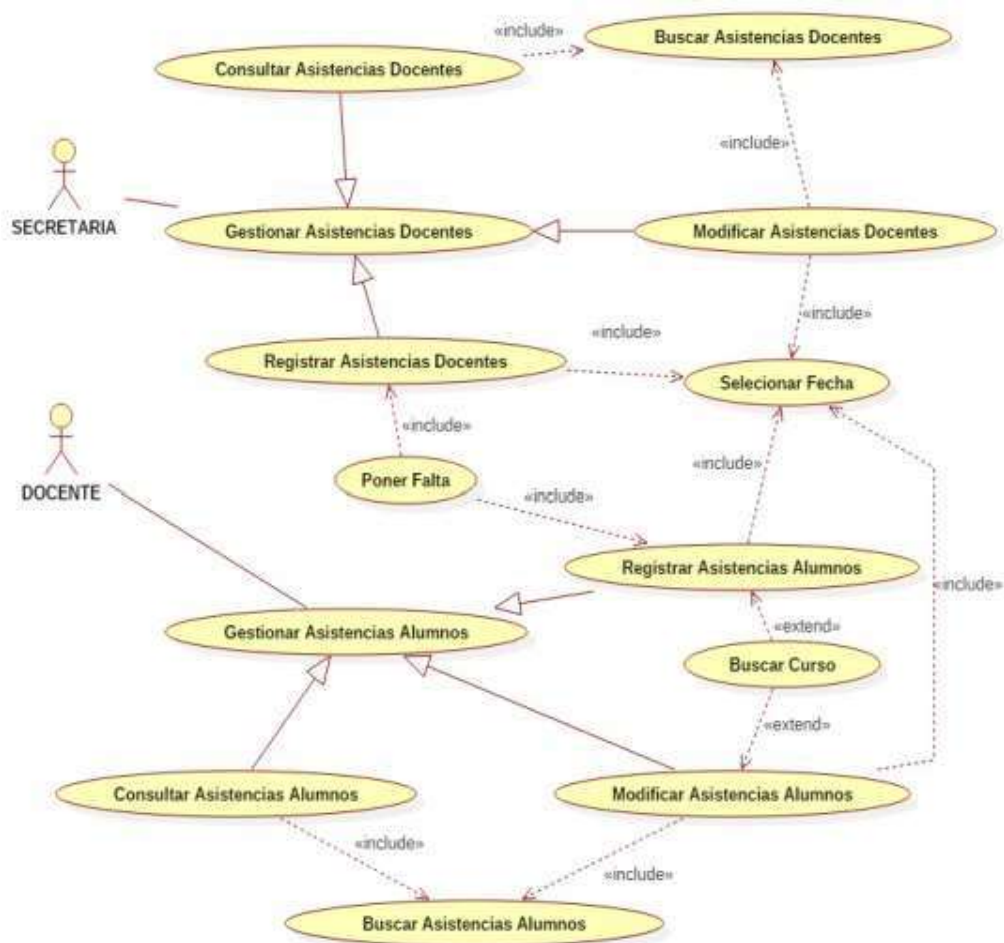 «include»
Buscar Asistencias Docentes
Consultar Asistencias Docentes
«include»
SECRETARIA
Gestionar Asistencias Docentes
Modificar Asistencias Docentes
«include»
«include»
Registrar Asistencias Docentes
Selecionar Fecha
«include»
DOCENTE
Poner Falta
«include»
«include»
Registrar Asistencias Alumnos
«include»
Gestionar Asistencias Alumnos
«extend»
Buscar Curso
«extend»
Consultar Asistencias Alumnos
Modificar Asistencias Alumnos
«include»
«include»
Buscar Asistencias Alumnos